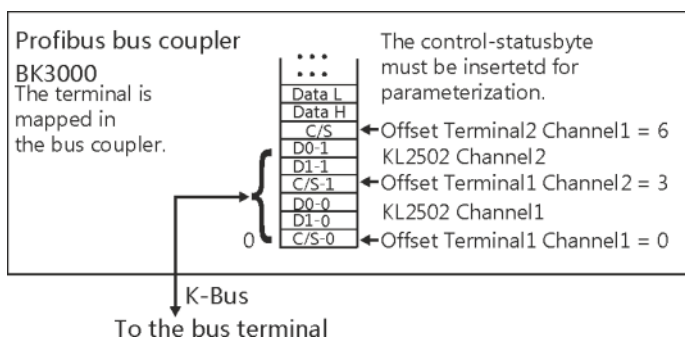 Profibus bus coupler
BK3000
The terminal is
mapped in
the bus coupler.
The control-statusbyte
must be insertetd for
parameterization.
Data L
Data H
C/S
Offset Terminal2 Channel1 = 6
D0-1
KL2502 Channel2
D1-1
C/S-1
Offset Terminal1 Channel2 = 3
D0-0
KL2502 Channel1
D1-0
0
C/S-0
Offset Terminal1 Channel1 = 0
K-Bus
To the bus terminal